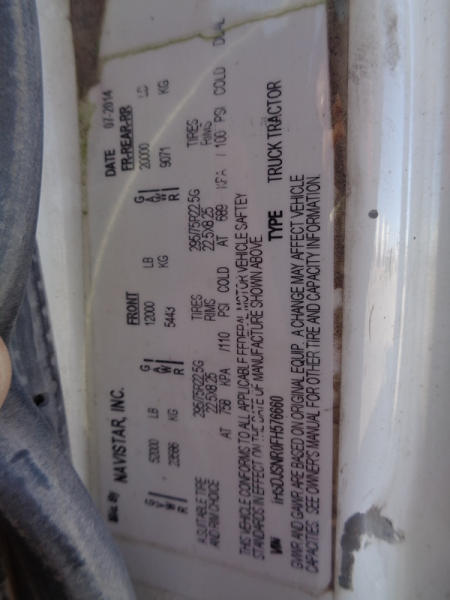 Mfd. By NAVISTAR, INC. DATE 07-2014
FRONT FR-REAR-RR
G V W R 52000 LB G A W R 12000 LB G A W R 20000 LD
KG 5443 KG 9071 KG
A SUITABLE TIRE 295/75R22.5G TIRES 295/75R22.5G TIRES
AND RIM CHOICE 22.5X8.25 RIMS 22.5X8.25 RIMS
AT 758 KPA /110 PSI COLD AT 689 KPA / 100 PSI COLD DUAL
THIS VEHICLE CONFORMS TO ALL APPLICABLE FEDERAL MOTOR VEHICLE SAFTEY
STANDARDS IN EFFECT ON THE DATE OF MANUFACTURE SHOWN ABOVE.
VIN 1HSDJSNR0FH576660 TYPE TRUCK TRACTOR
GVWR AND GAWR ARE BASED ON ORIGINAL EQUIP. A CHANGE MAY AFFECT VEHICLE
CAPACITIES. SEE OWNER'S MANUAL FOR OTHER TIRE AND CAPACITY INFORMATION.